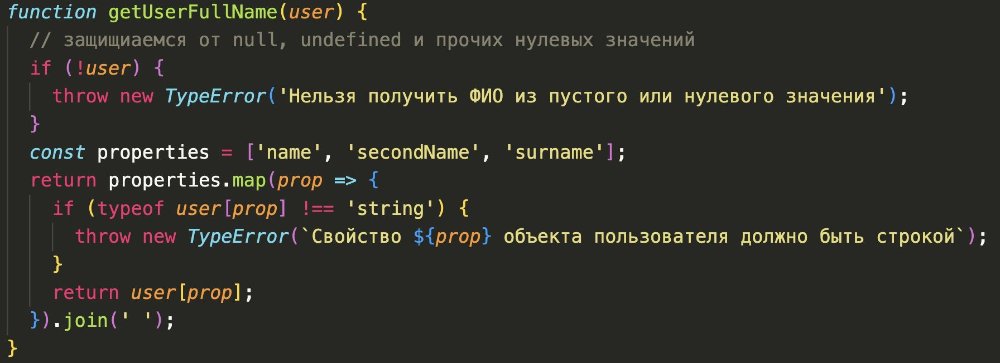 function getUserFullName(user) {
  // защищиаемся от null, undefined и прочих нулевых значений
  if (!user) {
    throw new TypeError('Нельзя получить ФИО из пустого или нулевого значения');
  }
  const properties = ['name', 'secondName', 'surname'];
  return properties.map(prop => {
    if (typeof user[prop] !== 'string') {
      throw new TypeError(`Свойство ${prop} объекта пользователя должно быть строкой`);
    }
    return user[prop];
  }).join(' ');
}